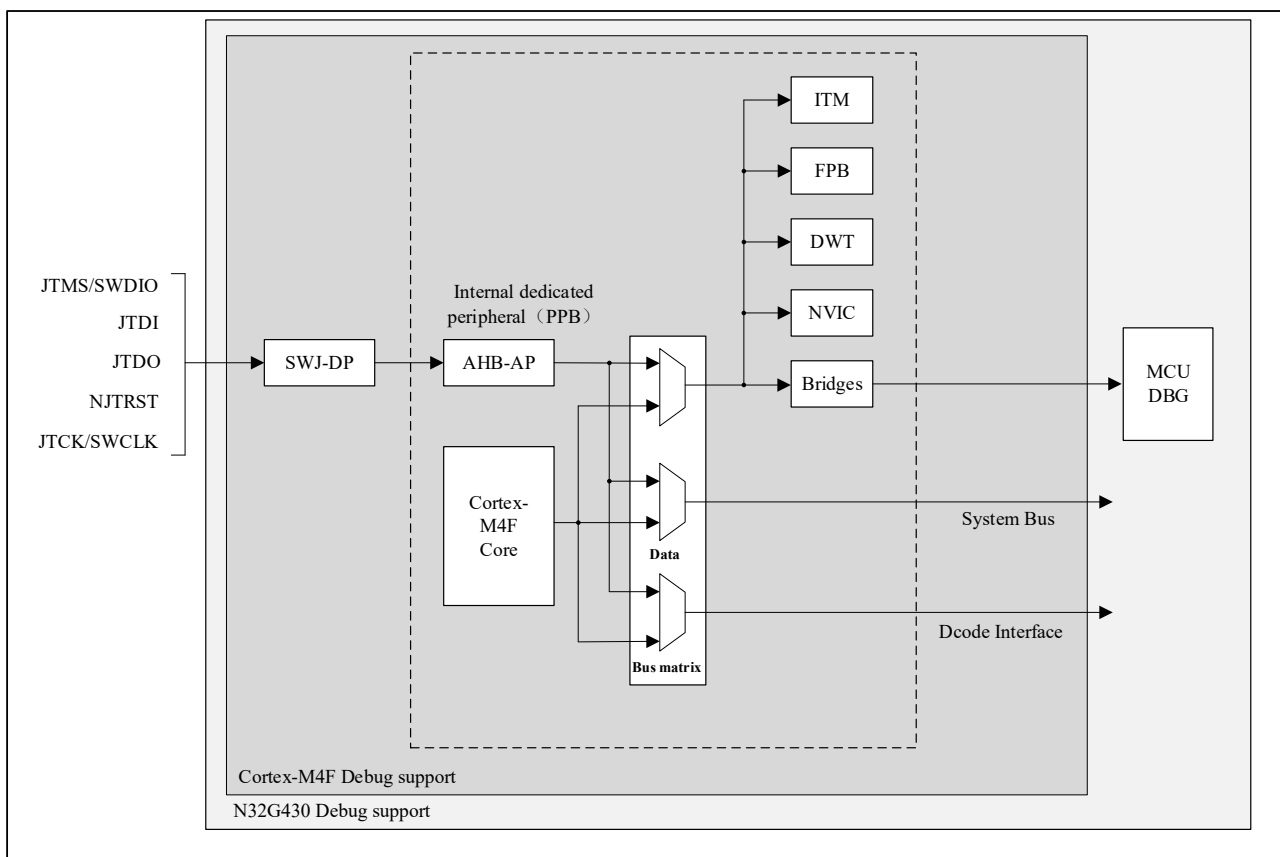 ITM
FPB
DWT
NVIC
Bridges
JTMS/SWDIO
JTDI
JTDO
NJTRST
JTCK/SWCLK
SWJ-DP
Internal dedicated
peripheral（PPB）
AHB-AP
Cortex-
M4F
Core
Data
Bus matrix
MCU
DBG
System Bus
Dcode Interface
Cortex-M4F Debug support
N32G430 Debug support